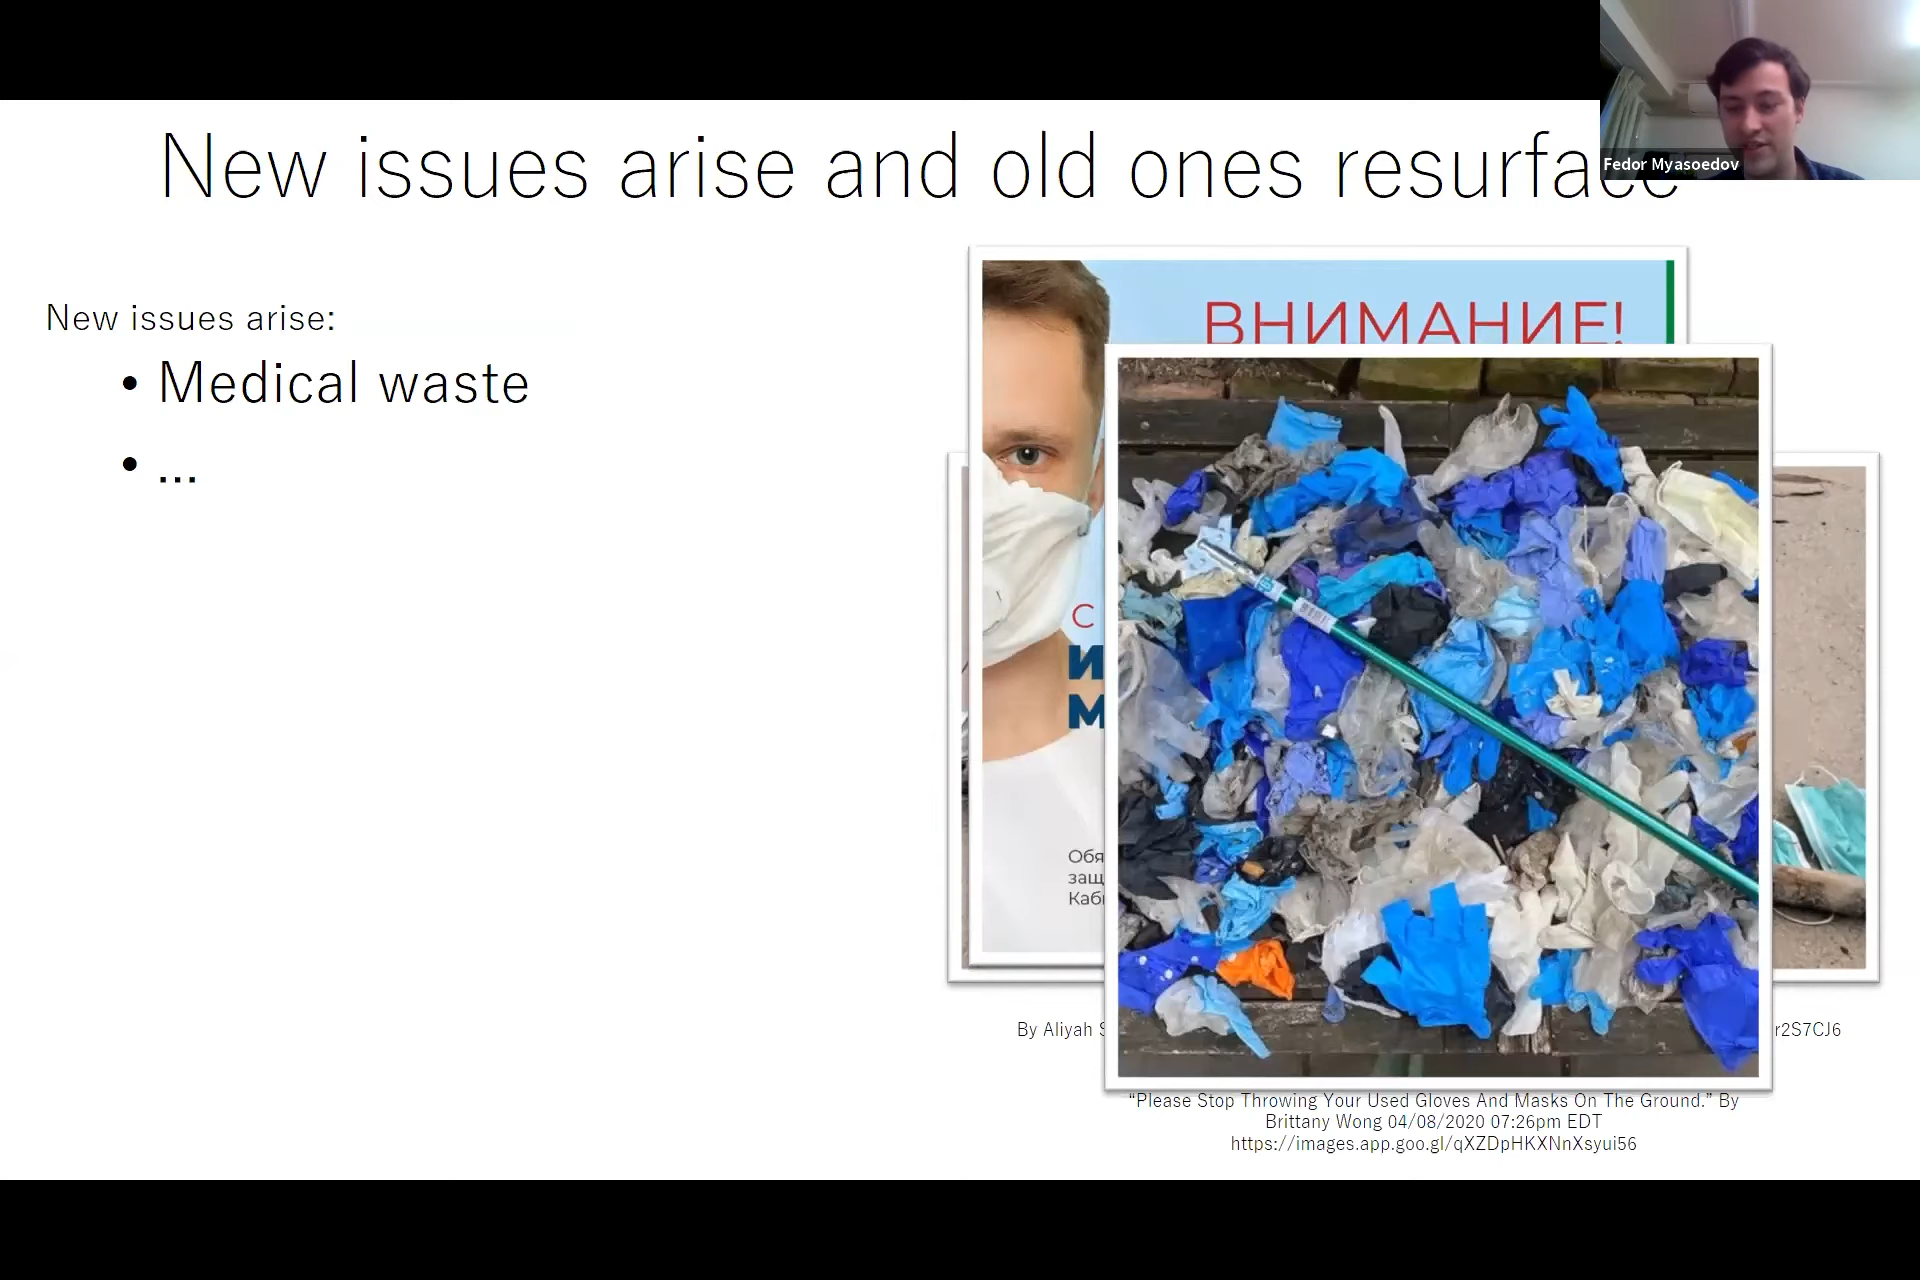 New issues arise and old ones resurface
Fedor Myasoedov
New issues arise:
• Medical waste
• ...
ВНИМАНИЕ!
С
И
М
Обя
защ
Каби
By Aliyah S
r2S7CJ6
“Please Stop Throwing Your Used Gloves And Masks On The Ground.” By
Brittany Wong 04/08/2020 07:26pm EDT
https://images.app.goo.gl/qXZDpHKXNnXsyui56